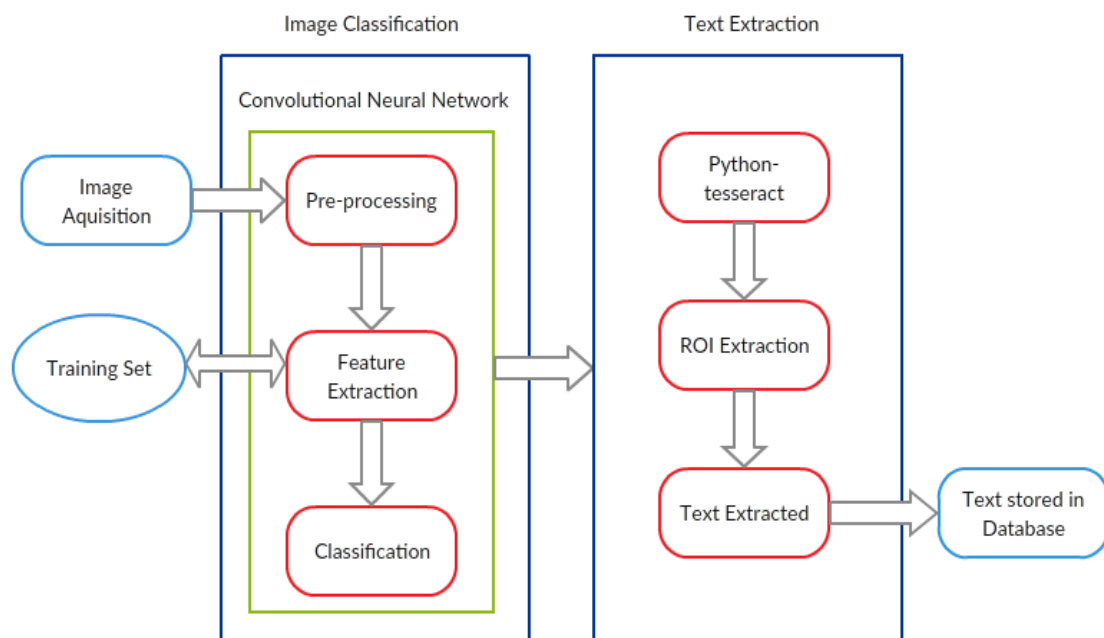 Image Classification
Text Extraction
Convolutional Neural Network
Image
Aquisition
Pre-processing
Python-
tesseract
Training Set
Feature
Extraction
ROI Extraction
Classification
Text Extracted
Text stored in
Database